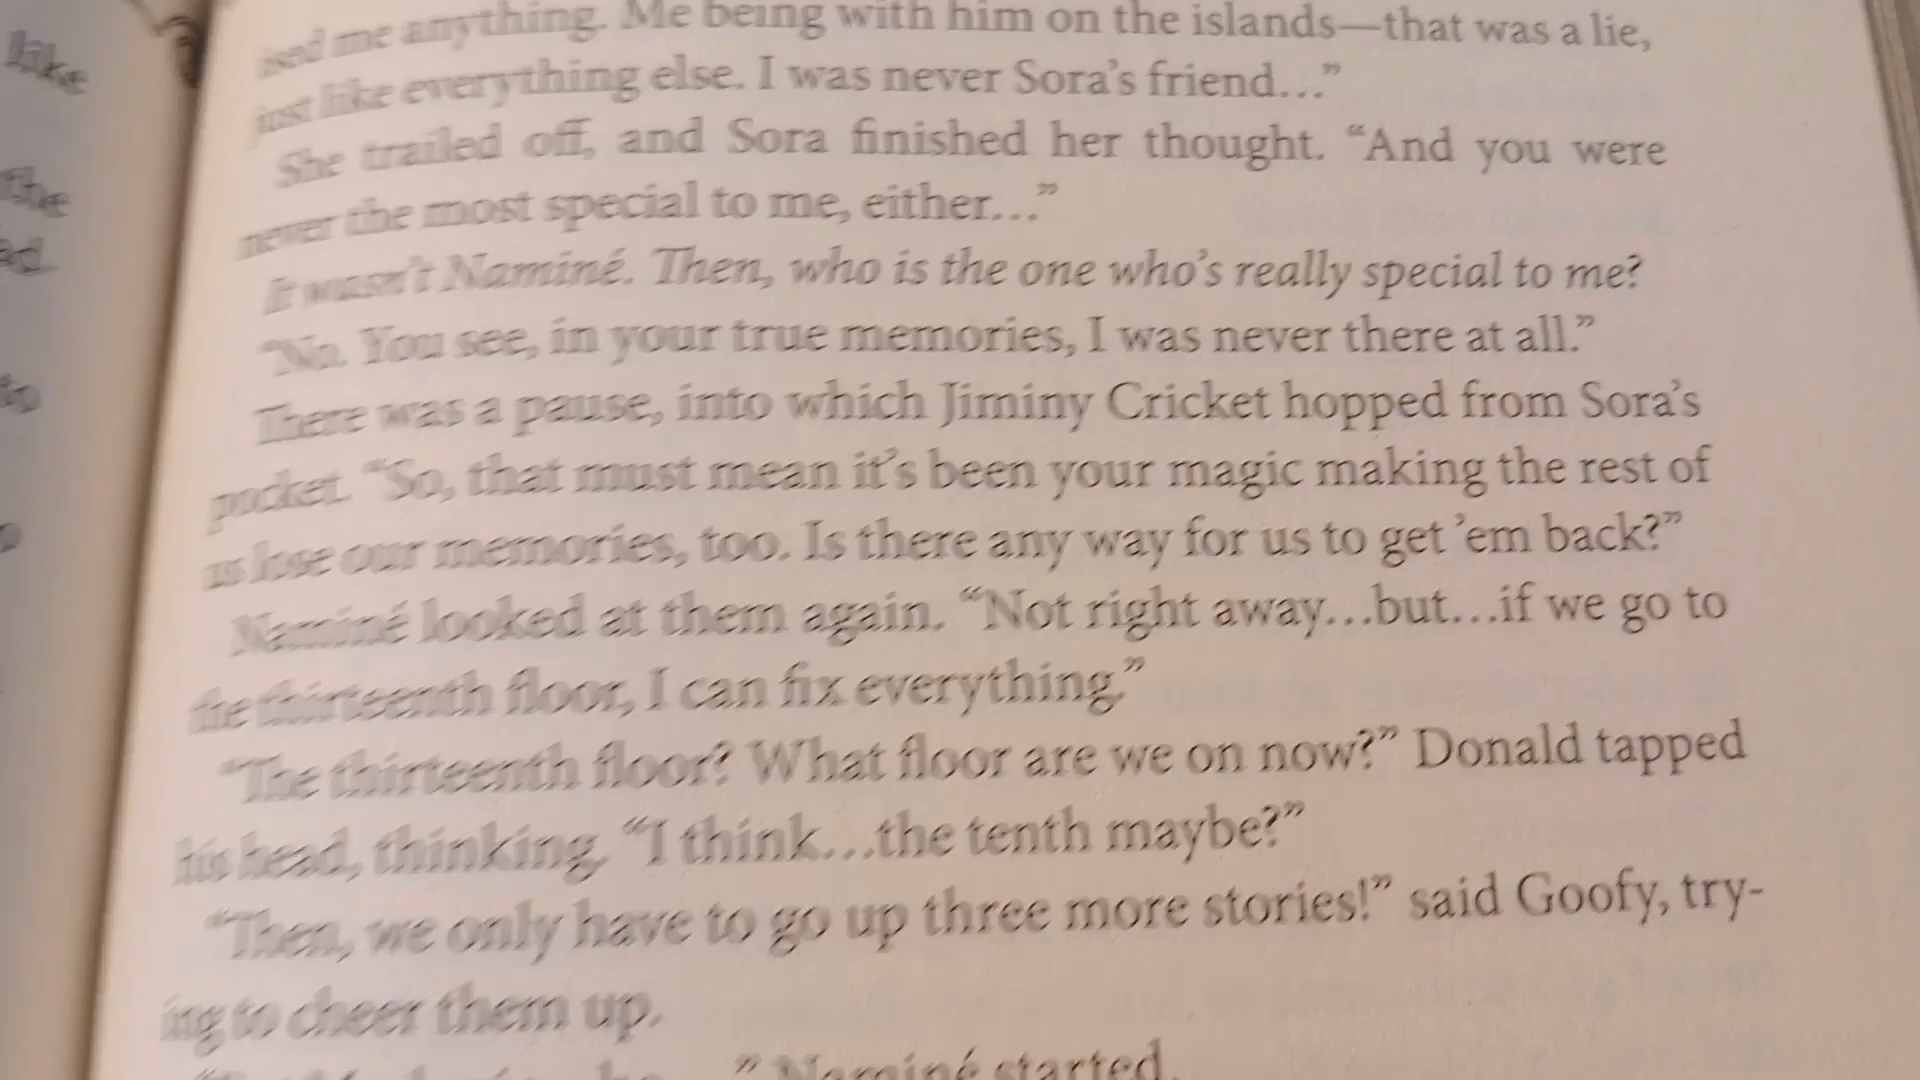 like
the
ised me anything. Me being with him on the islands—that was a lie,
just like everything else. I was never Sora’s friend…”
She trailed off, and Sora finished her thought. “And you were
never the most special to me, either…”
It wasn’t Naminé. Then, who is the one who’s really special to me?
“No. You see, in your true memories, I was never there at all.”
There was a pause, into which Jiminy Cricket hopped from Sora’s
pocket. “So, that must mean it’s been your magic making the rest of
us lose our memories, too. Is there any way for us to get ’em back?”
Naminé looked at them again. “Not right away…but…if we go to
the thirteenth floor, I can fix everything.”
“The thirteenth floor? What floor are we on now?” Donald tapped
his head, thinking. “I think…the tenth maybe?”
“Then, we only have to go up three more stories!” said Goofy, try-
ing to cheer them up.
” Naminé started.